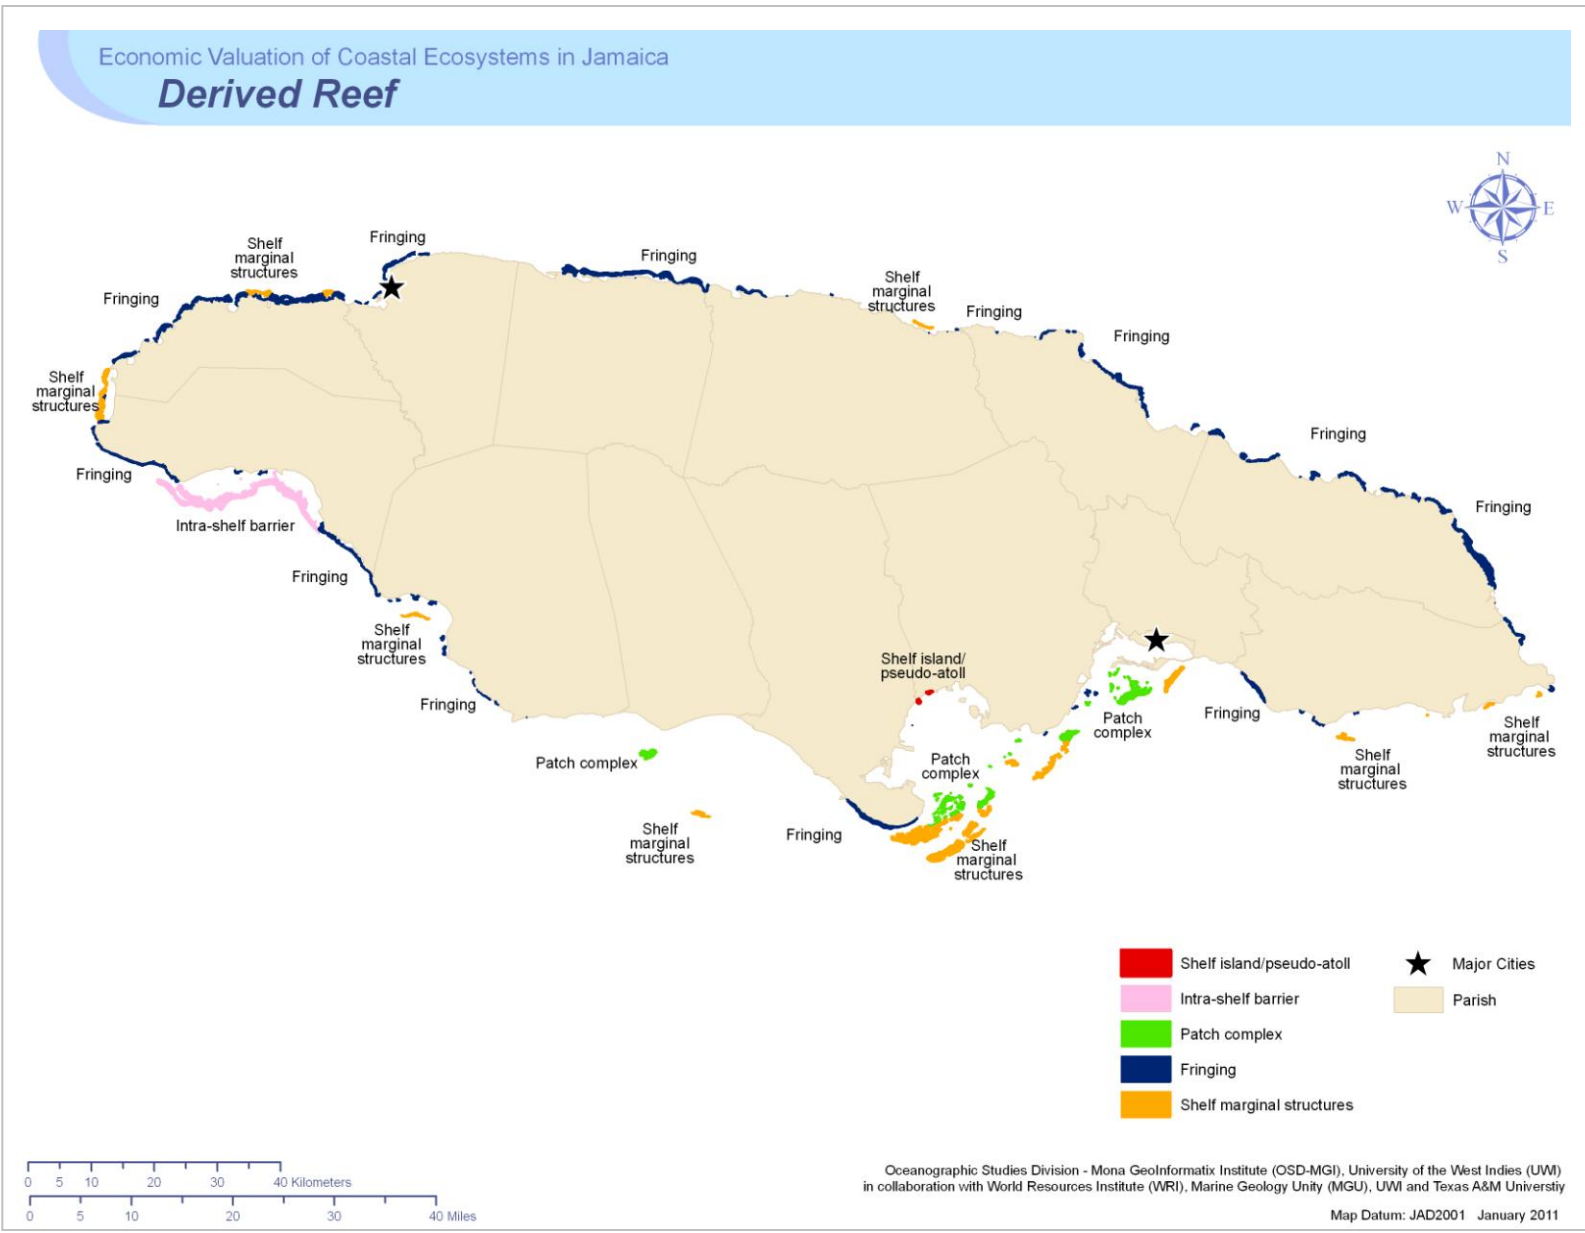 Economic Valuation of Coastal Ecosystems in Jamaica
Derived Reef
N
W
E
S
Fringing
Shelf
marginal
structures
Fringing
Fringing
Shelf
marginal
structures
Fringing
Fringing
Shelf
marginal
structures
Fringing
Fringing
Fringing
Intra-shelf barrier
Fringing
Shelf
marginal
structures
Shelf island/
pseudo-atoll
Fringing
Fringing
Patch
complex
Shelf
marginal
structures
Patch complex
Patch
complex
Shelf
marginal
structures
Shelf
marginal
structures
Fringing
Shelf
marginal
structures
Shelf island/pseudo-atoll
Major Cities
Intra-shelf barrier
Parish
Patch complex
Fringing
Shelf marginal structures
0 5 10 20 30 40 Kilometers
0 5 10 20 30 40 Miles
Oceanographic Studies Division - Mona GeoInformatix Institute (OSD-MGI), University of the West Indies (UWI)
in collaboration with World Resources Institute (WRI), Marine Geology Unity (MGU), UWI and Texas A&M Universtiy
Map Datum: JAD2001 January 2011